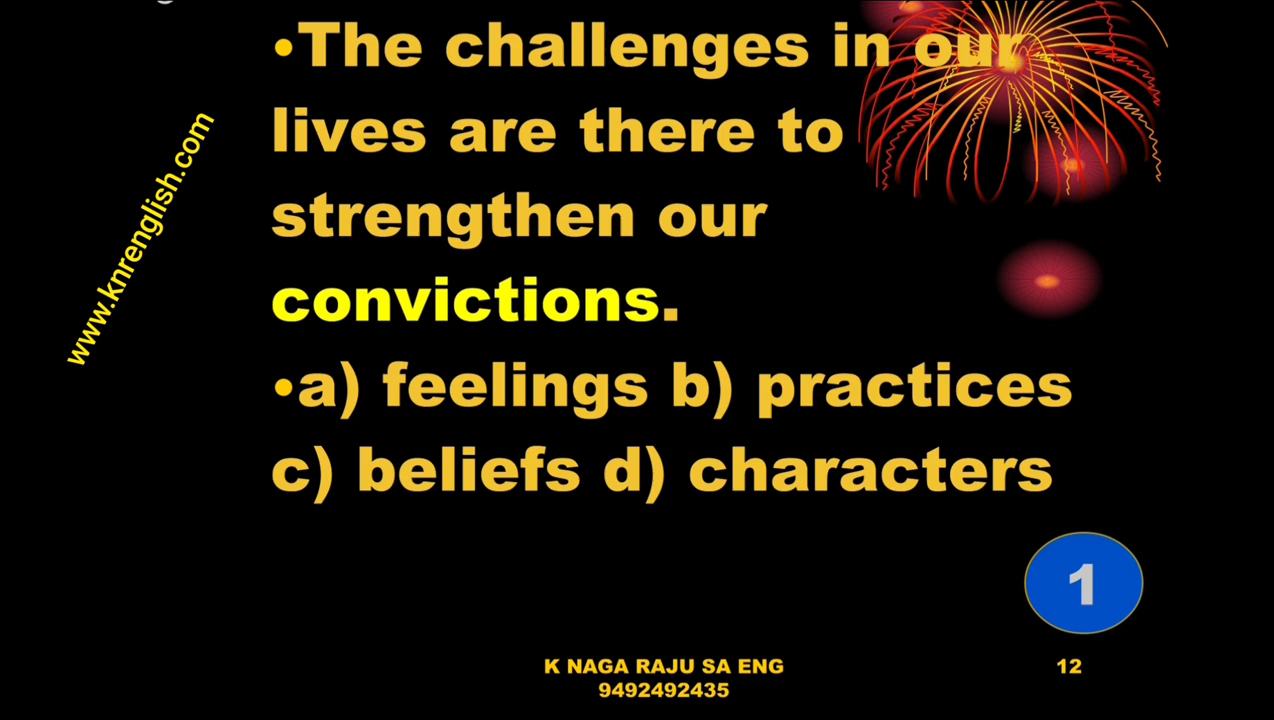 •The challenges in our
lives are there to
strengthen our
convictions.
•a) feelings b) practices
c) beliefs d) characters
www.knrenglish.com
1
K NAGA RAJU SA ENG
9492492435
12